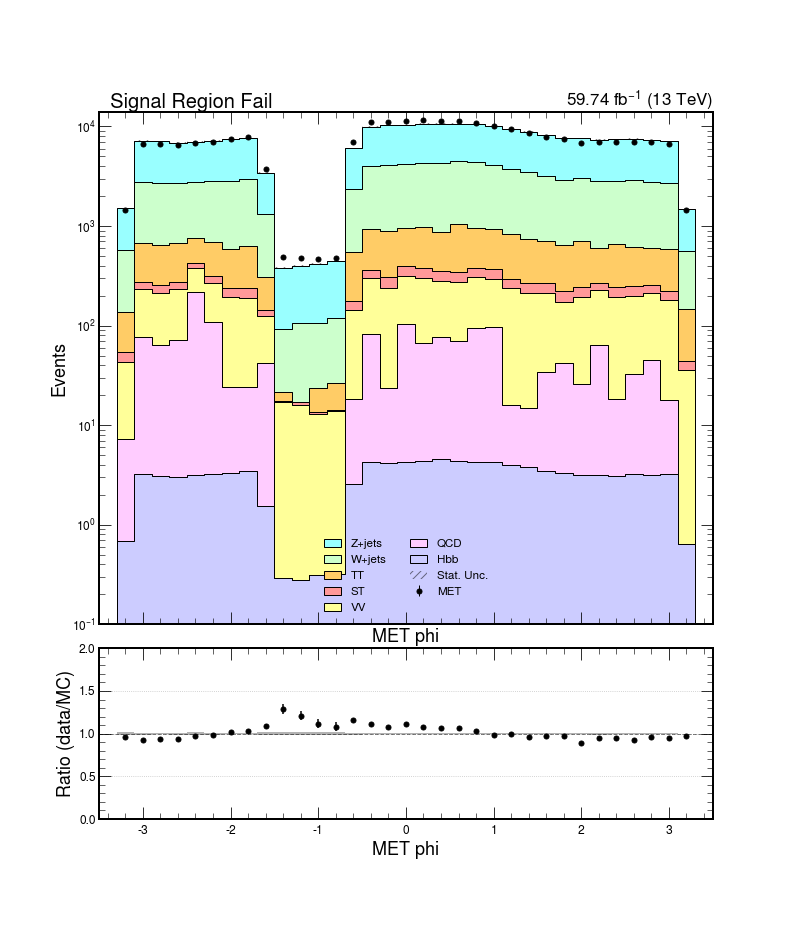 Signal Region Fail
59.74 fb⁻¹ (13 TeV)
10⁴
10³
10²
10¹
10⁰
10⁻¹
Events
Z+jets
W+jets
TT
ST
VV
QCD
Hbb
Stat. Unc.
MET
MET phi
2.0
1.5
1.0
0.5
0.0
Ratio (data/MC)
-3 -2 -1 0 1 2 3
MET phi